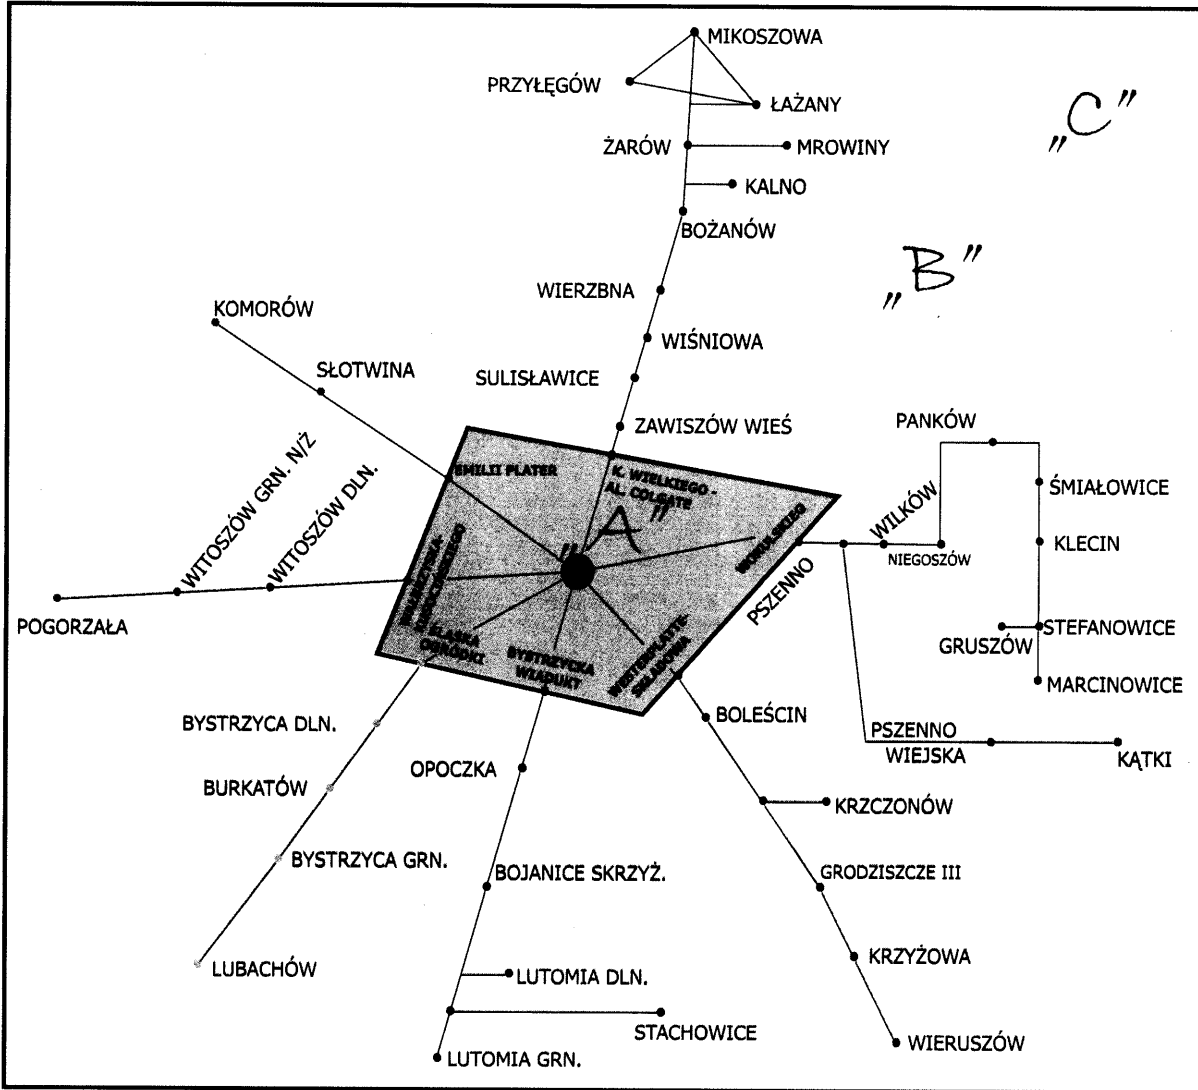 MIKOSZOWA
PRZYŁĘGÓW
ŁAŻANY
„C”
ŻARÓW
MROWINY
KALNO
BOŻANÓW
„B”
WIERZBNA
KOMORÓW
WIŚNIOWA
SŁOTWINA
SULISŁAWICE
ZAWISZÓW WIEŚ
PANKÓW
WITOSZÓW GRN. N/Ż
WITOSZÓW DLN.
EMILII PLATER
K. WIELKIEGO -
AL. COLGATE
„A”
WOKULSKIEGO
WILKÓW
ŚMIAŁOWICE
KLECIN
NIEGOSZÓW
PSZENNO
POGORZAŁA
ŚLĄSKA
OGRÓDKI
BYSTRZYCKA
WIADUKT
WESTERPLATTE-
SKŁADOWA
GRUSZÓW
STEFANOWICE
MARCINOWICE
BYSTRZYCA DLN.
BOLEŚCIN
PSZENNO
WIEJSKA
KĄTKI
OPOCZKA
BURKATÓW
KRZCZONÓW
BYSTRZYCA GRN.
BOJANICE SKRZYŻ.
GRODZISZCZE III
LUBACHÓW
KRZYŻOWA
LUTOMIA DLN.
STACHOWICE
WIERUSZÓW
LUTOMIA GRN.